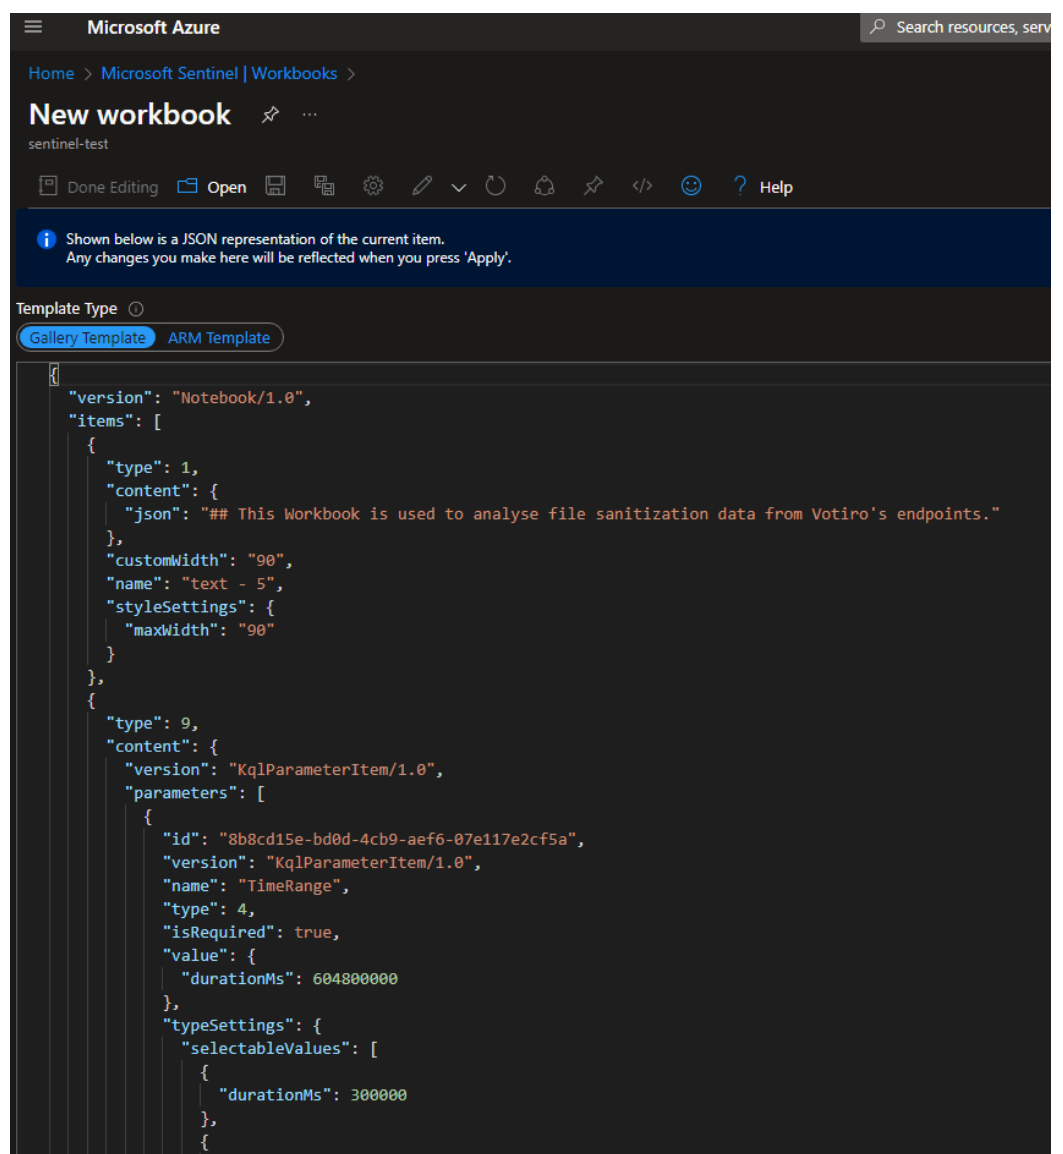 Microsoft Azure
Search resources, serv
Home > Microsoft Sentinel | Workbooks >
New workbook
sentinel-test
Done Editing Open </> ? Help
Shown below is a JSON representation of the current item.
Any changes you make here will be reflected when you press 'Apply'.
Template Type
Gallery Template ARM Template
{
"version": "Notebook/1.0",
"items": [
{
"type": 1,
"content": {
"json": "## This Workbook is used to analyse file sanitization data from Votiro's endpoints."
},
"customWidth": "90",
"name": "text - 5",
"styleSettings": {
"maxWidth": "90"
}
},
{
"type": 9,
"content": {
"version": "KqlParameterItem/1.0",
"parameters": [
{
"id": "8b8cd15e-bd0d-4cb9-aef6-07e117e2cf5a",
"version": "KqlParameterItem/1.0",
"name": "TimeRange",
"type": 4,
"isRequired": true,
"value": {
"durationMs": 604800000
},
"typeSettings": {
"selectableValues": [
{
"durationMs": 300000
},
{